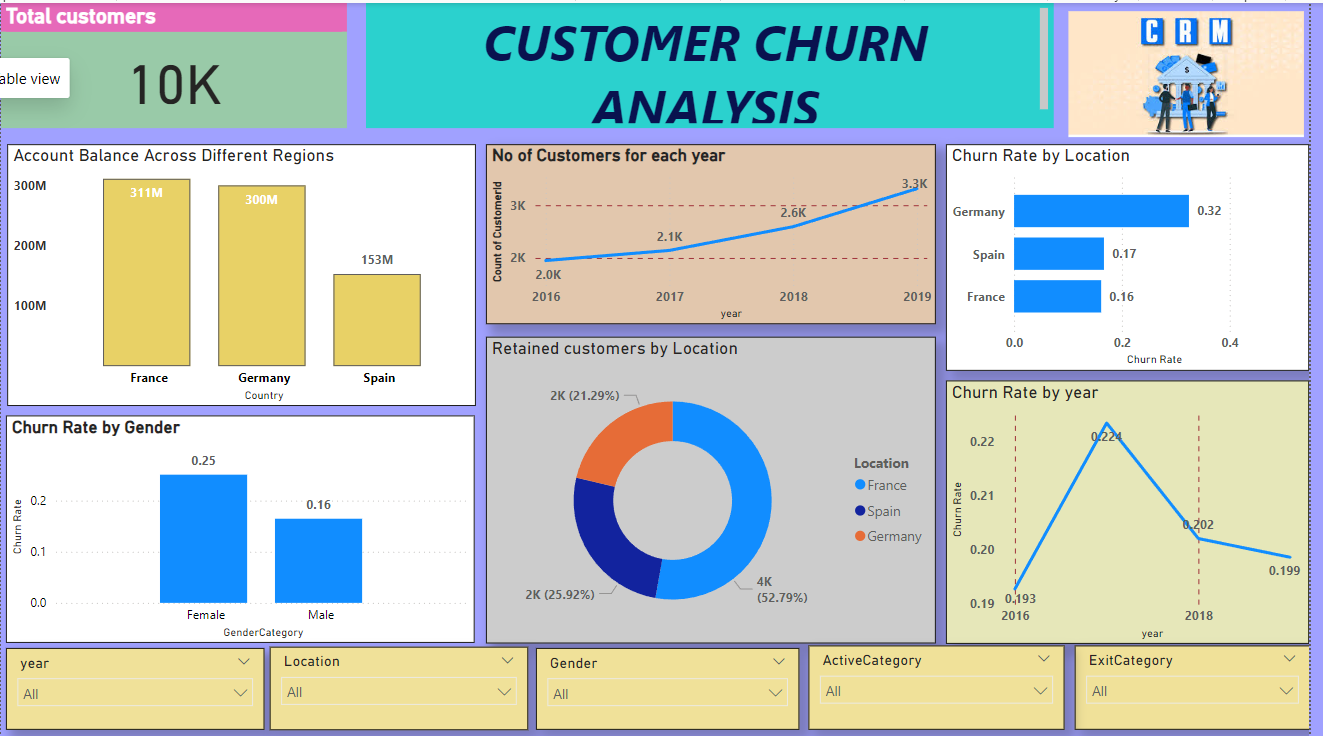 Total customers
10K
able view
CUSTOMER CHURN
ANALYSIS
C R M
$
Account Balance Across Different Regions
300M
200M
100M
311M
300M
153M
France
Germany
Spain
Country
No of Customers for each year
Count of CustomerId
3K
2K
2.0K
2.1K
2.6K
3.3K
2016
2017
2018
2019
year
Churn Rate by Location
Germany
0.32
Spain
0.17
France
0.16
0.0
0.2
0.4
Churn Rate
Churn Rate by Gender
Churn Rate
0.2
0.1
0.0
0.25
0.16
Female
Male
GenderCategory
Retained customers by Location
2K (21.29%)
2K (25.92%)
4K
(52.79%)
Location
France
Spain
Germany
Churn Rate by year
Churn Rate
0.22
0.21
0.20
0.19
0.193
0.224
0.202
0.199
2016
2018
year
year
All
Location
All
Gender
All
ActiveCategory
All
ExitCategory
All